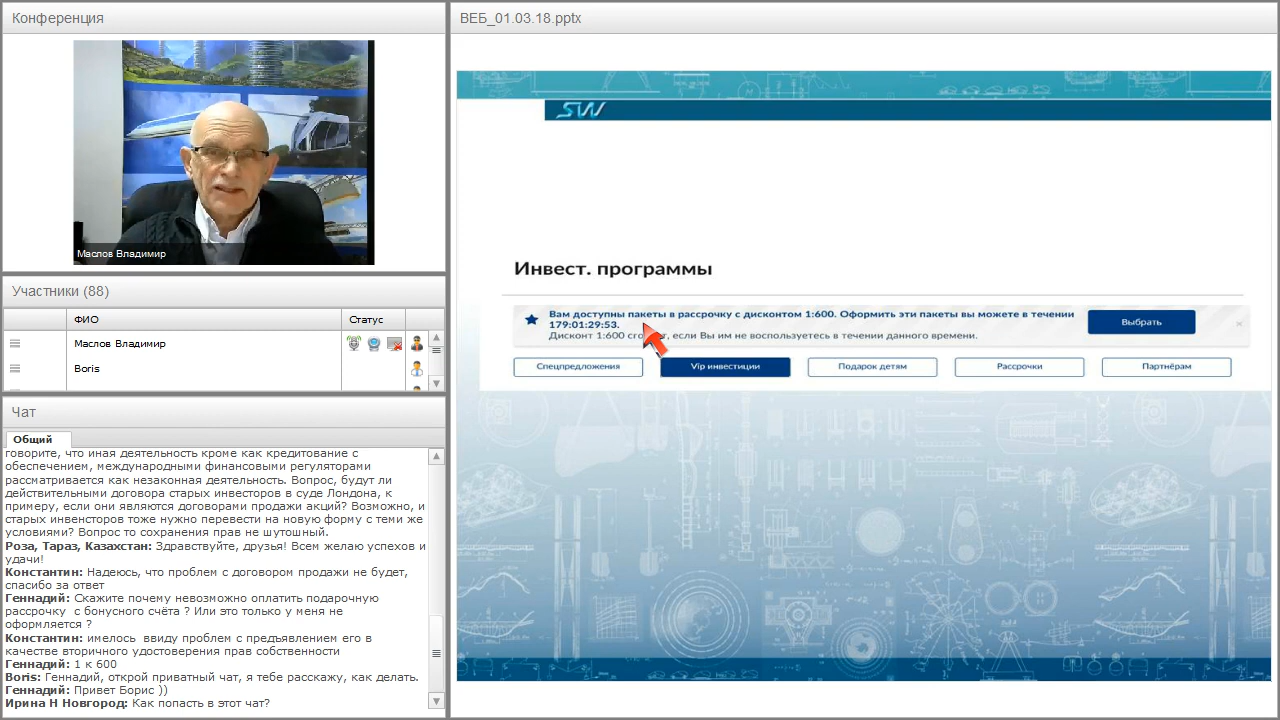 Конференция
Маслов Владимир
Участники (88)
ФИО
Статус
Маслов Владимир
Boris
Чат
Общий
говорите, что иная деятельность кроме как кредитование с
обеспечением, международными финансовыми регуляторами
рассматривается как незаконная деятельность. Вопрос, будут ли
действительными договора старых инвесторов в суде Лондона, к
примеру, если они являются договорами продажи акций? Возможно, и
старых инвенсторов тоже нужно перевести на новую форму с теми же
условиями? Вопрос то сохранения прав не шутошный.
Роза, Тараз, Казахстан: Здравствуйте, друзья! Всем желаю успехов и
удачи!
Константин: Надеюсь, что проблем с договором продажи не будет,
спасибо за ответ
Геннадий: Скажите почему невозможно оплатить подарочную
рассрочку с бонусного счёта ? Или это только у меня не
оформляется ?
Константин: имелось ввиду проблем с предъявлением его в
качестве вторичного удостоверения прав собственности
Геннадий: 1 к 600
Boris: Геннадий, открой приватный чат, я тебе расскажу, как делать.
Геннадий: Привет Борис ))
Ирина Н Новгород: Как попасть в этот чат?
ВЕБ_01.03.18.pptx
SW
Инвест. программы
Вам доступны пакеты в рассрочку с дисконтом 1:600. Оформить эти пакеты вы можете в течении
179:01:29:53.
Дисконт 1:600 если Вы им не воспользуетесь в течении данного времени.
Выбрать
Спецпредложения
Vip инвестиции
Подарок детям
Рассрочки
Партнёрам